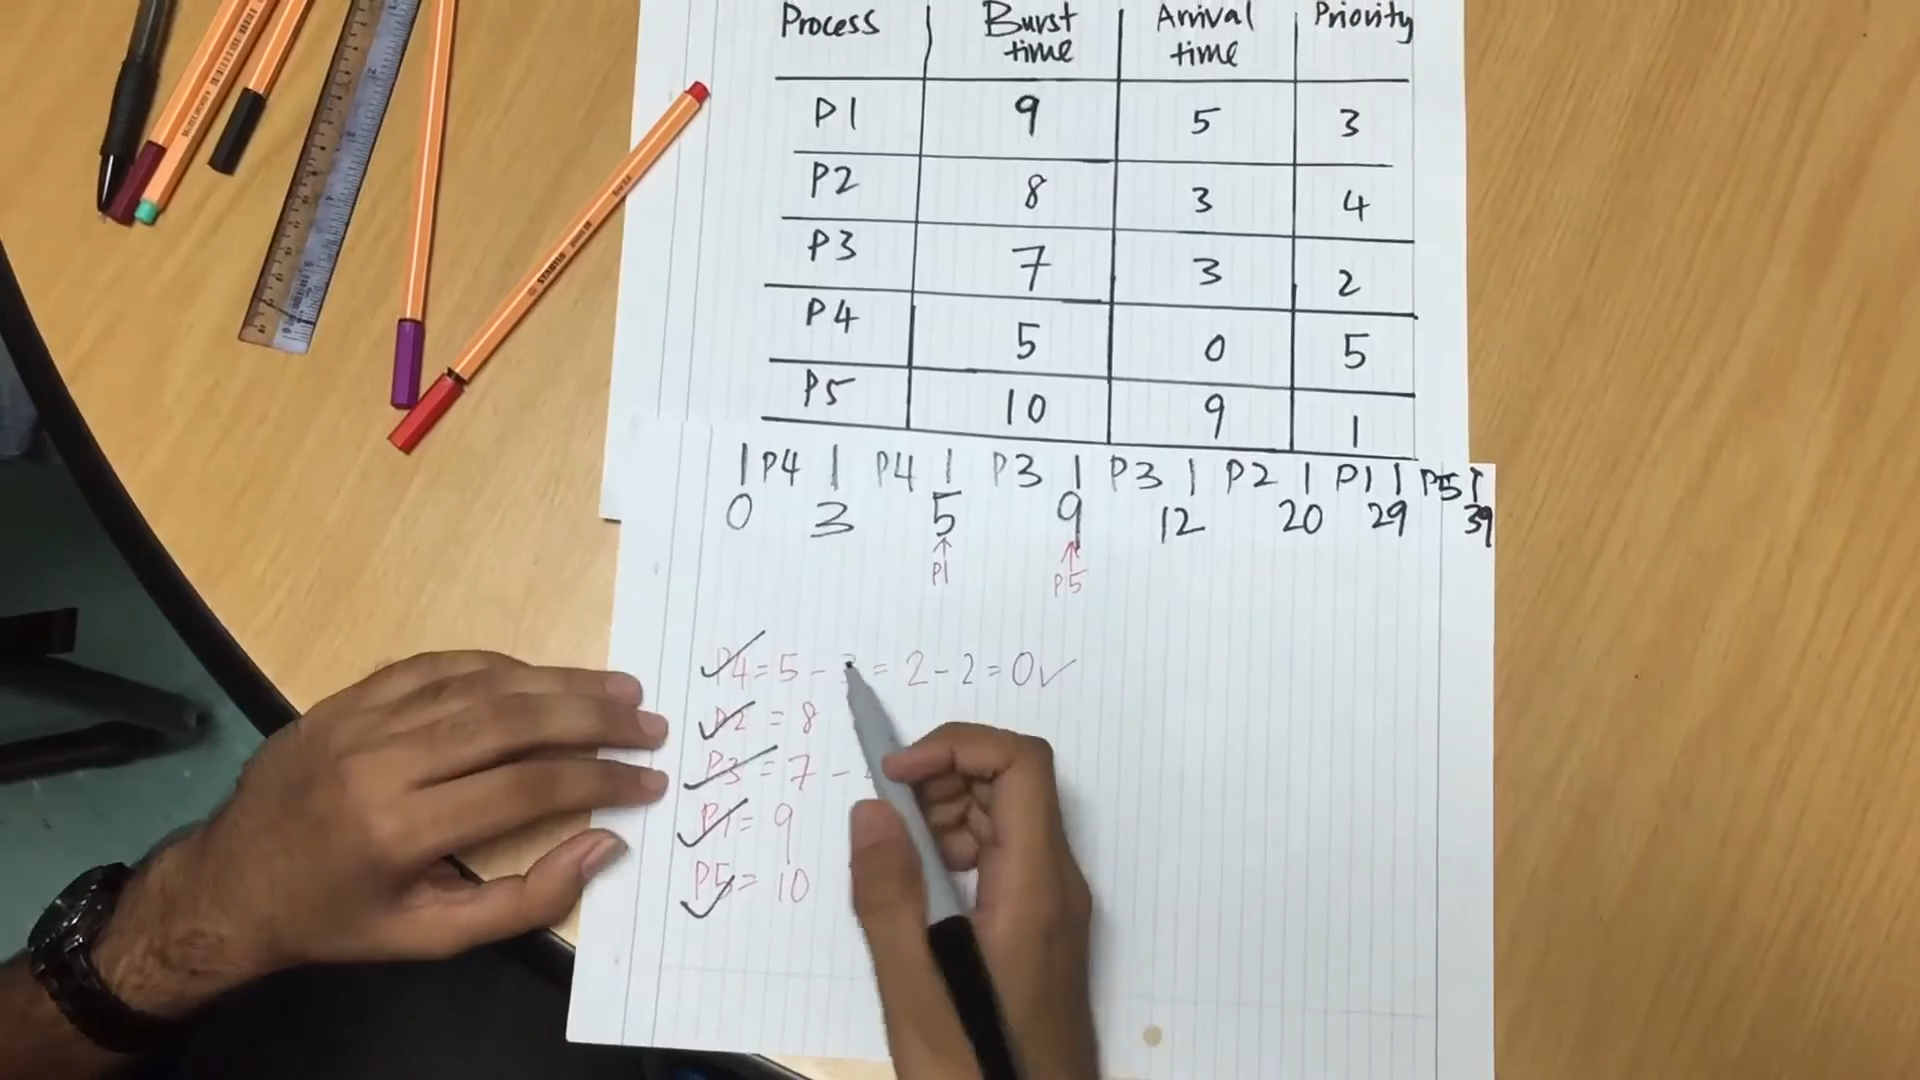 Process Burst time Arrival time Priority
P1 9 5 3
P2 8 3 4
P3 7 3 2
P4 5 0 5
P5 10 9 1
P4 P4 P3 P3 P2 P1 P5
0 3 5 9 12 20 29 39
P1 P5
P4 = 5 - = 2 - 2 = 0 ✓
P2 = 8
P3 = 7 -
P1 = 9
P5 = 10